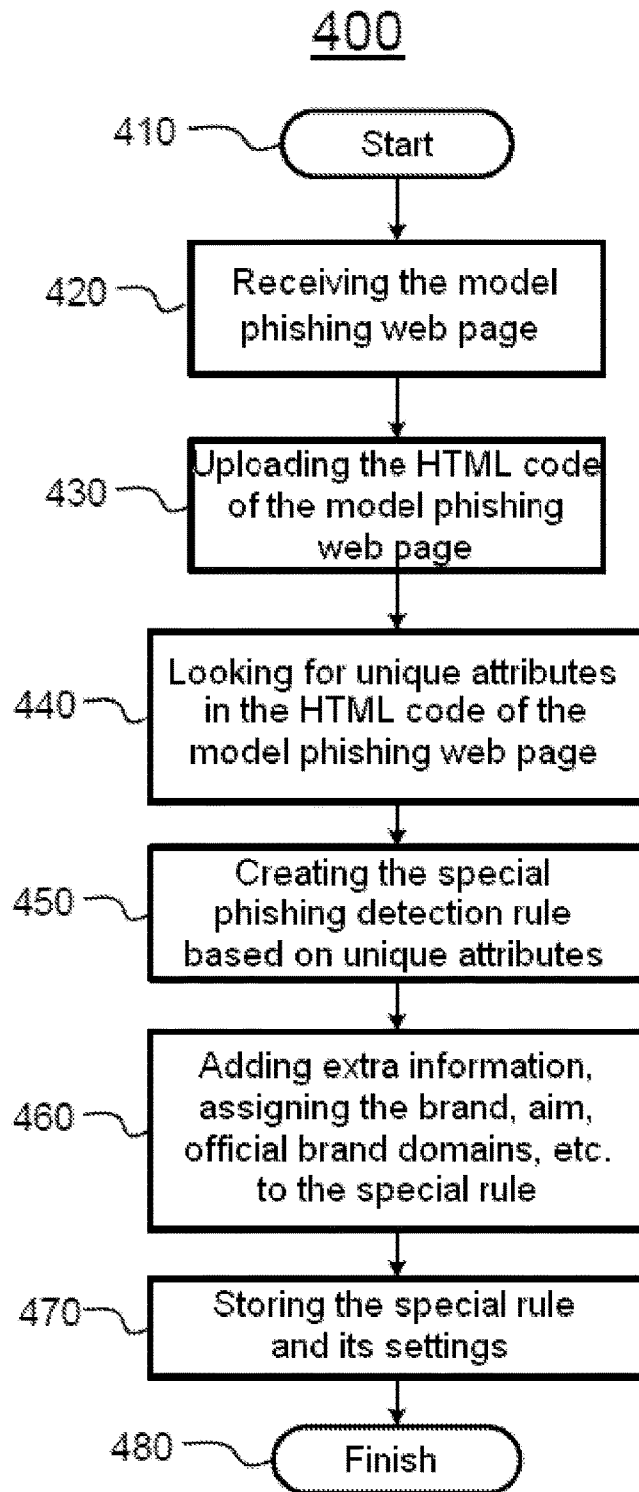 400
410
Start
420
Receiving the model
phishing web page
430
Uploading the HTML code
of the model phishing
web page
440
Looking for unique attributes
in the HTML code of the
model phishing web page
450
Creating the special
phishing detection rule
based on unique attributes
460
Adding extra information,
assigning the brand, aim,
official brand domains, etc.
to the special rule
470
Storing the special rule
and its settings
480
Finish